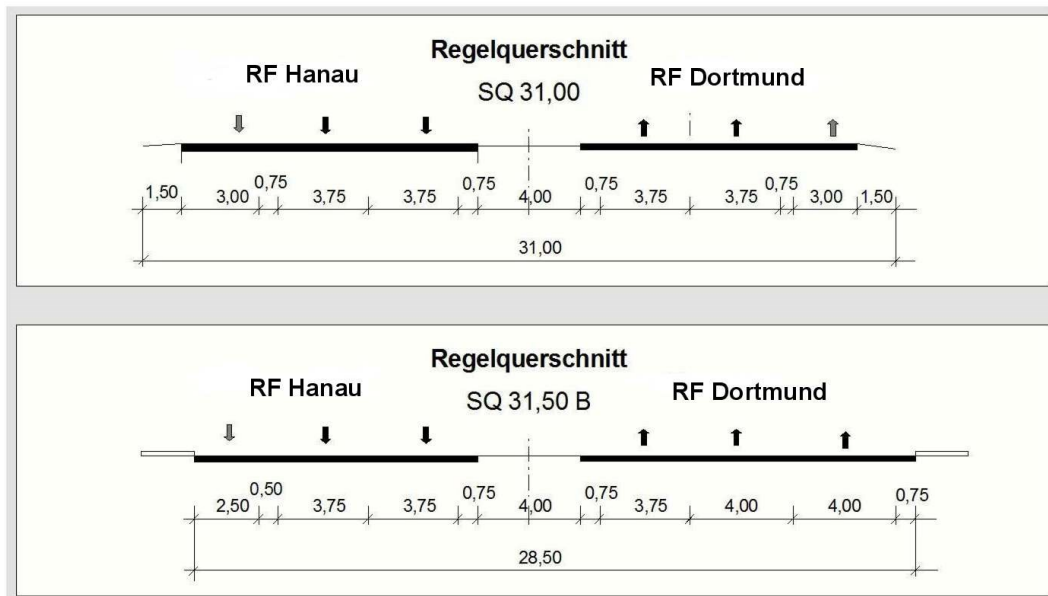 Regelquerschnitt
RF Hanau RF Dortmund
SQ 31,00
1,50 3,00 0,75 3,75 3,75 0,75 4,00 0,75 3,75 3,75 0,75 3,00 1,50
31,00
Regelquerschnitt
RF Hanau RF Dortmund
SQ 31,50 B
2,50 0,50 3,75 3,75 0,75 4,00 0,75 3,75 4,00 4,00 0,75
28,50